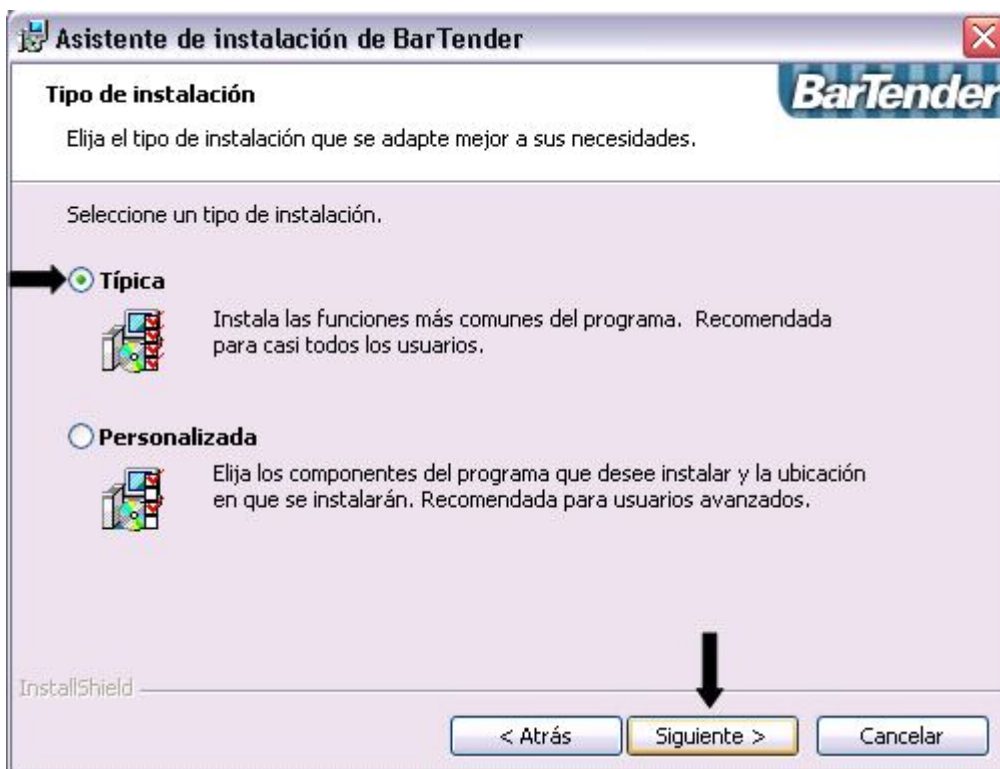 Asistente de instalación de BarTender
Tipo de instalación
BarTender
Elija el tipo de instalación que se adapte mejor a sus necesidades.
Seleccione un tipo de instalación.
Típica
Instala las funciones más comunes del programa. Recomendada
para casi todos los usuarios.
Personalizada
Elija los componentes del programa que desee instalar y la ubicación
en que se instalarán. Recomendada para usuarios avanzados.
InstallShield
< Atrás
Siguiente >
Cancelar